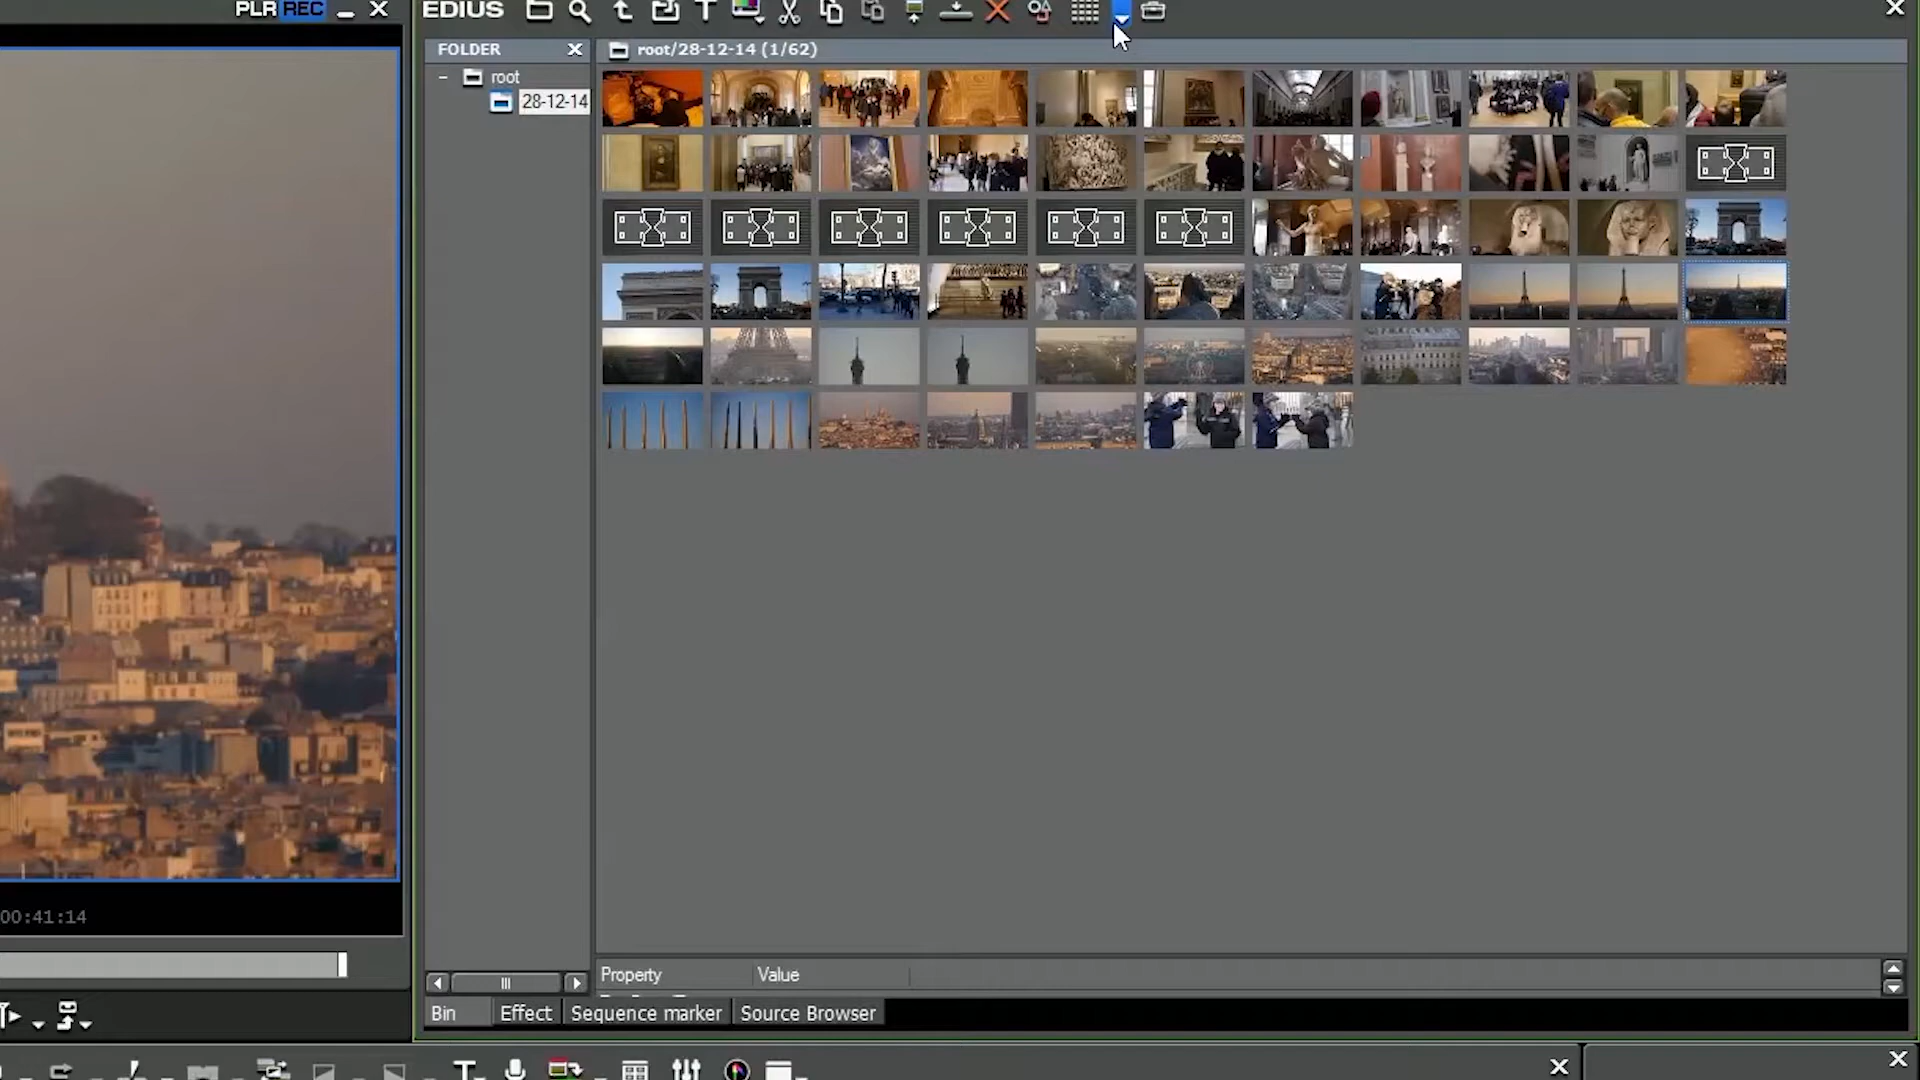 PLR REC
EDIUS
FOLDER
root/28-12-14 (1/62)
root
28-12-14
00:41:14
Property
Value
Bin
Effect
Sequence marker
Source Browser